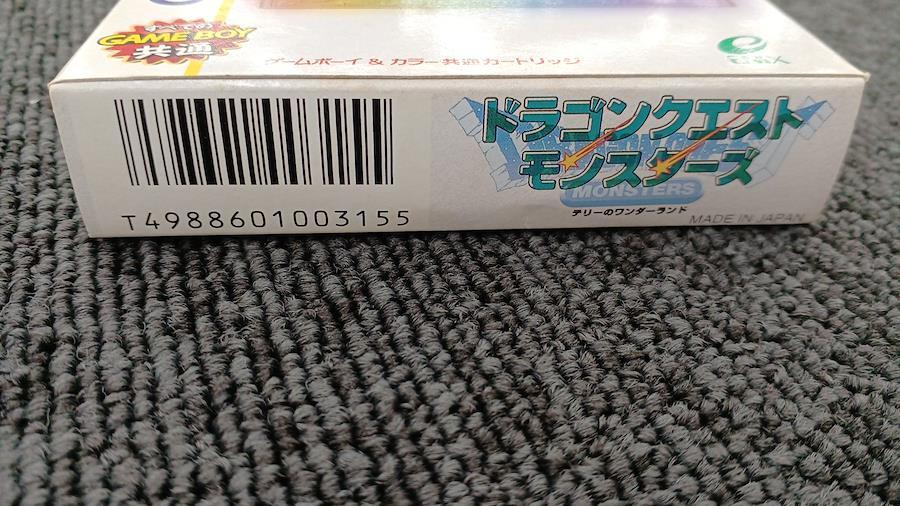 GAME BOY
共通
ゲームボーイ & カラー共通カートリッジ
ENIX
ドラゴンクエスト
モンスターズ
MONSTERS
テリーのワンダーランド
MADE IN JAPAN
T4988601003155